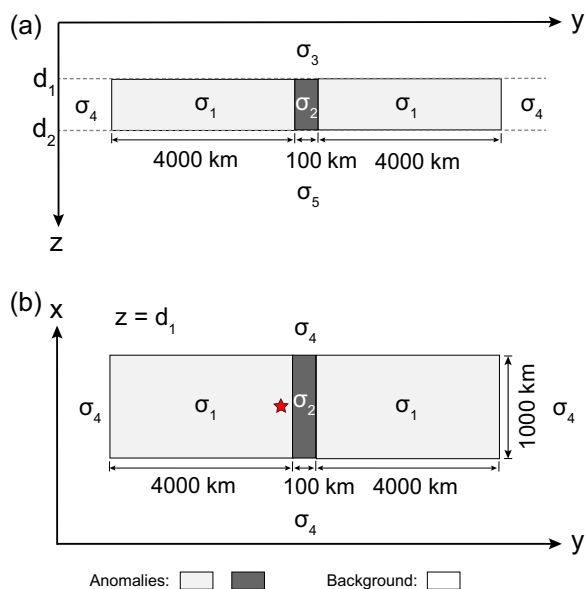 (a)
y
σ3
d1
σ4 σ1 σ2 σ1 σ4
d2
4000 km 100 km 4000 km
σ5
z
(b)
x
z = d1
σ4
σ4 σ1 σ2 σ1 1000 km σ4
4000 km 100 km 4000 km
σ4
y
Anomalies: Background: